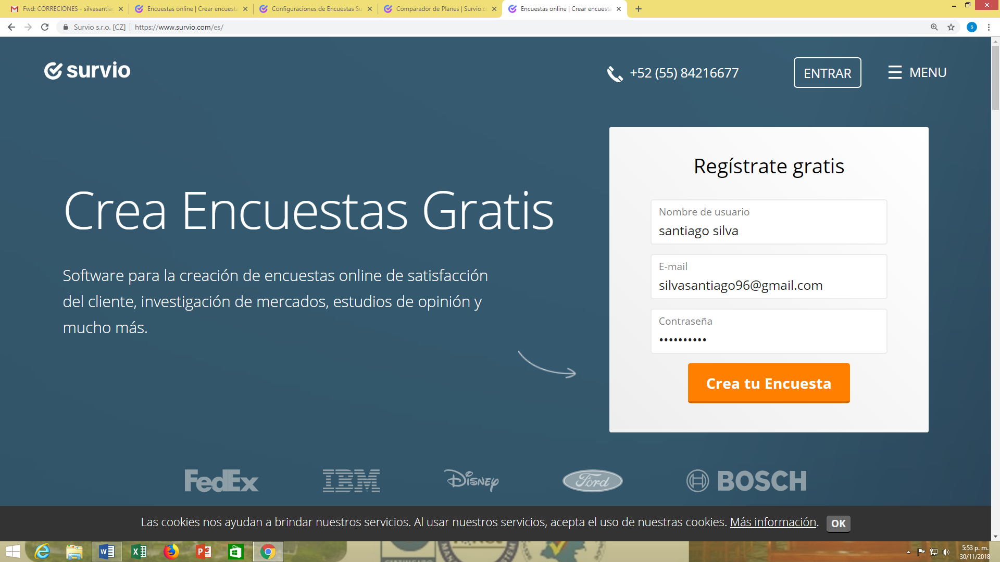 Fwd: CORRECIONES - silvasantia
Encuestas online | Crear encuesta
Configuraciones de Encuestas Su
Comparador de Planes | Survio.c
Encuestas online | Crear encuesta
Survio s.r.o. [CZ] https://www.survio.com/es/
s
survio
+52 (55) 84216677
ENTRAR
MENU
Regístrate gratis
Crea Encuestas Gratis
Nombre de usuario
santiago silva
E-mail
silvasantiago96@gmail.com
Software para la creación de encuestas online de satisfacción
del cliente, investigación de mercados, estudios de opinión y
mucho más.
Contraseña
••••••••••
Crea tu Encuesta
FedEx
IBM
Disney
Ford
BOSCH
Las cookies nos ayudan a brindar nuestros servicios. Al usar nuestros servicios, acepta el uso de nuestras cookies. Más información.
OK
5:53 p. m.
30/11/2018